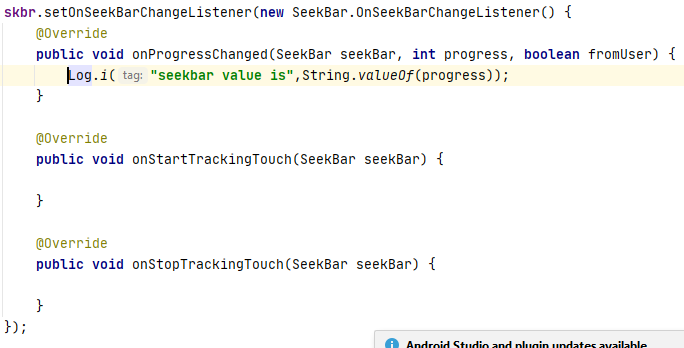 skbr.setOnSeekBarChangeListener(new SeekBar.OnSeekBarChangeListener() {
@Override
public void onProgressChanged(SeekBar seekBar, int progress, boolean fromUser) {
Log.i( tag: "seekbar value is",String.valueOf(progress));
}
@Override
public void onStartTrackingTouch(SeekBar seekBar) {
}
@Override
public void onStopTrackingTouch(SeekBar seekBar) {
}
});
Android Studio and plugin updates available